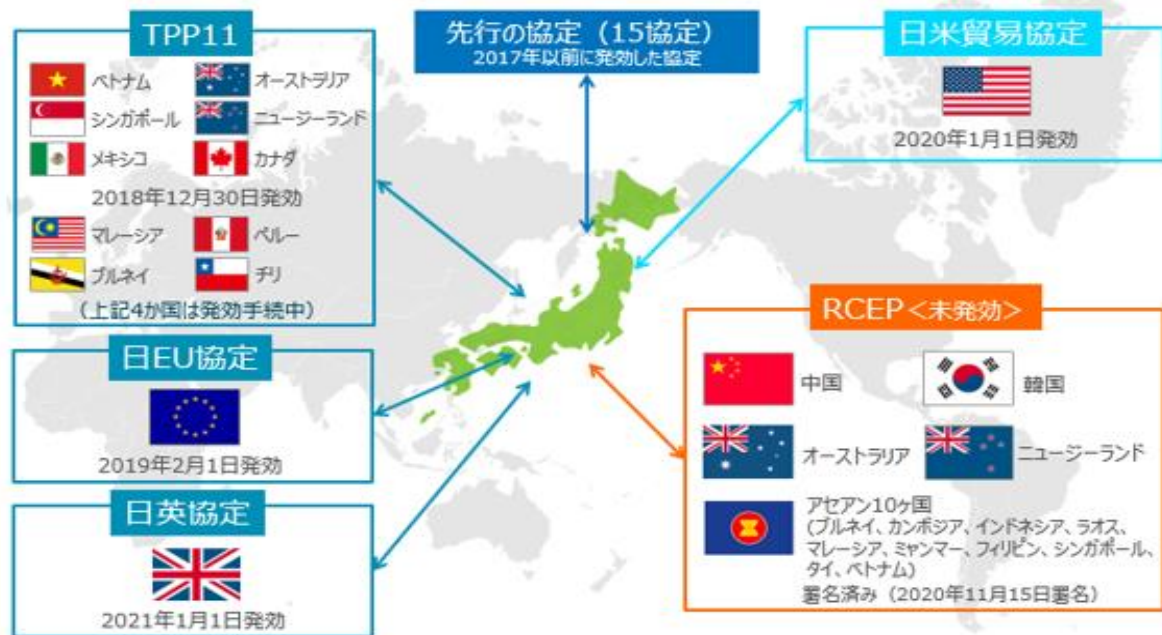 TPP11
ベトナム
オーストラリア
シンガポール
ニュージーランド
メキシコ
カナダ
2018年12月30日発効
マレーシア
ペルー
ブルネイ
チリ
（上記4か国は発効手続中）
先行の協定（15協定）
2017年以前に発効した協定
日米貿易協定
2020年1月1日発効
日EU協定
2019年2月1日発効
日英協定
2021年1月1日発効
RCEP＜未発効＞
中国
韓国
オーストラリア
ニュージーランド
アセアン10ヶ国
(ブルネイ、カンボジア、インドネシア、ラオス、
マレーシア、ミャンマー、フィリピン、シンガポール、
タイ、ベトナム)
署名済み（2020年11月15日署名）